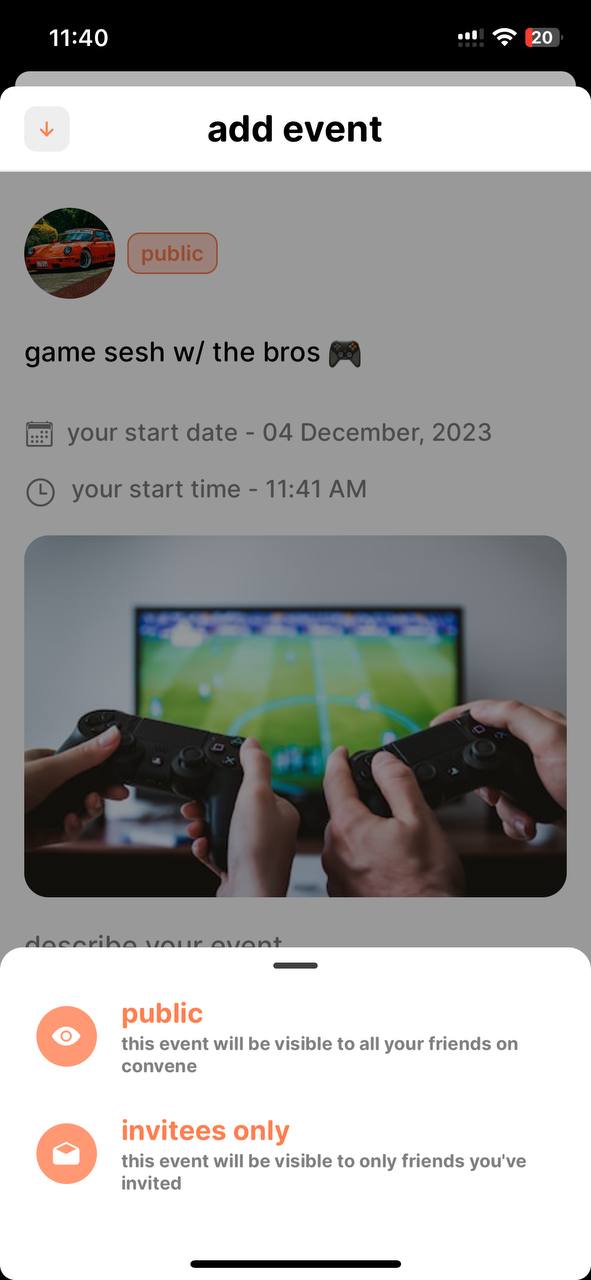 11:40
20
add event
public
game sesh w/ the bros 🎮
your start date - 04 December, 2023
your start time - 11:41 AM
describe your event
public
this event will be visible to all your friends on
convene
invitees only
this event will be visible to only friends you've
invited